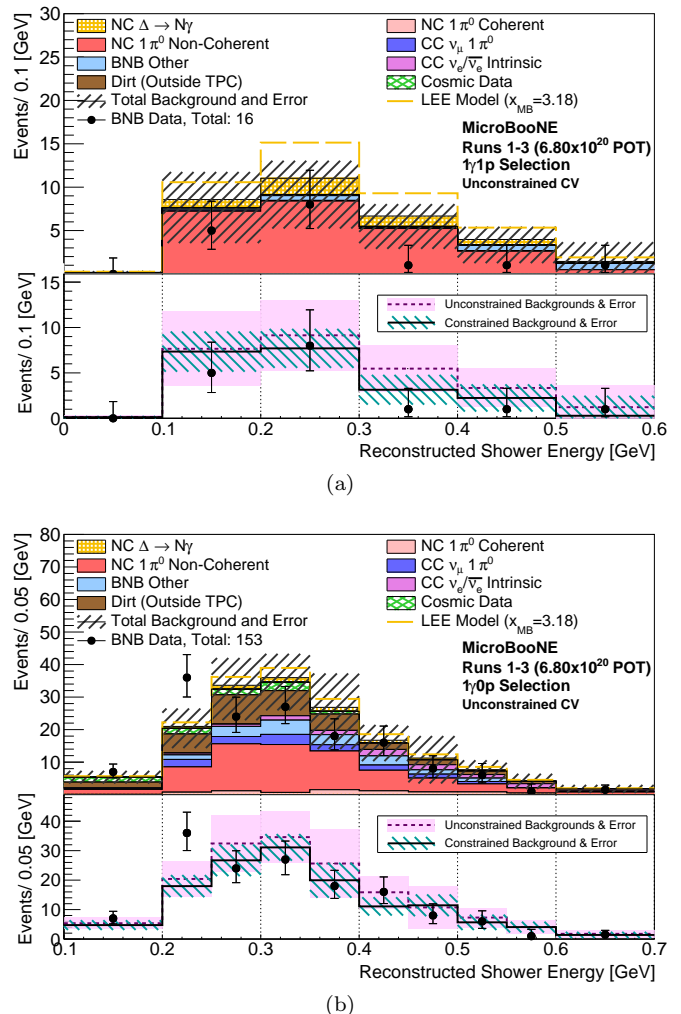 NC Δ → Nγ
NC 1π⁰ Non-Coherent
BNB Other
Dirt (Outside TPC)
Total Background and Error
BNB Data, Total: 16
NC 1π⁰ Coherent
CC νμ 1π⁰
CC νe/ν̅e Intrinsic
Cosmic Data
LEE Model (xMB=3.18)
MicroBooNE
Runs 1-3 (6.80x10²⁰ POT)
1γ1p Selection
Unconstrained CV
Events/ 0.1 [GeV]
30
25
20
15
10
5
Unconstrained Backgrounds & Error
Constrained Background & Error
Events/ 0.1 [GeV]
15
10
5
0
0 0.1 0.2 0.3 0.4 0.5 0.6
Reconstructed Shower Energy [GeV]
(a)
NC Δ → Nγ
NC 1π⁰ Non-Coherent
BNB Other
Dirt (Outside TPC)
Total Background and Error
BNB Data, Total: 153
NC 1π⁰ Coherent
CC νμ 1π⁰
CC νe/ν̅e Intrinsic
Cosmic Data
LEE Model (xMB=3.18)
MicroBooNE
Runs 1-3 (6.80x10²⁰ POT)
1γ0p Selection
Unconstrained CV
Events/ 0.05 [GeV]
80
70
60
50
40
30
20
10
Unconstrained Backgrounds & Error
Constrained Background & Error
Events/ 0.05 [GeV]
40
30
20
10
0
0.1 0.2 0.3 0.4 0.5 0.6 0.7
Reconstructed Shower Energy [GeV]
(b)